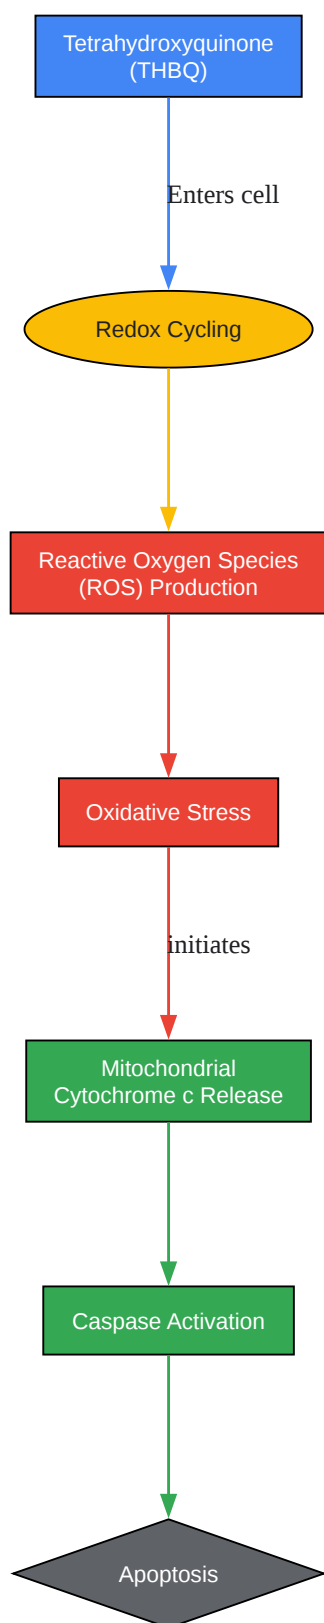 Tetrahydroxyquinone
(THBQ)
Enters cell
Redox Cycling
Reactive Oxygen Species
(ROS) Production
Oxidative Stress
initiates
Mitochondrial
Cytochrome c Release
Caspase Activation
Apoptosis